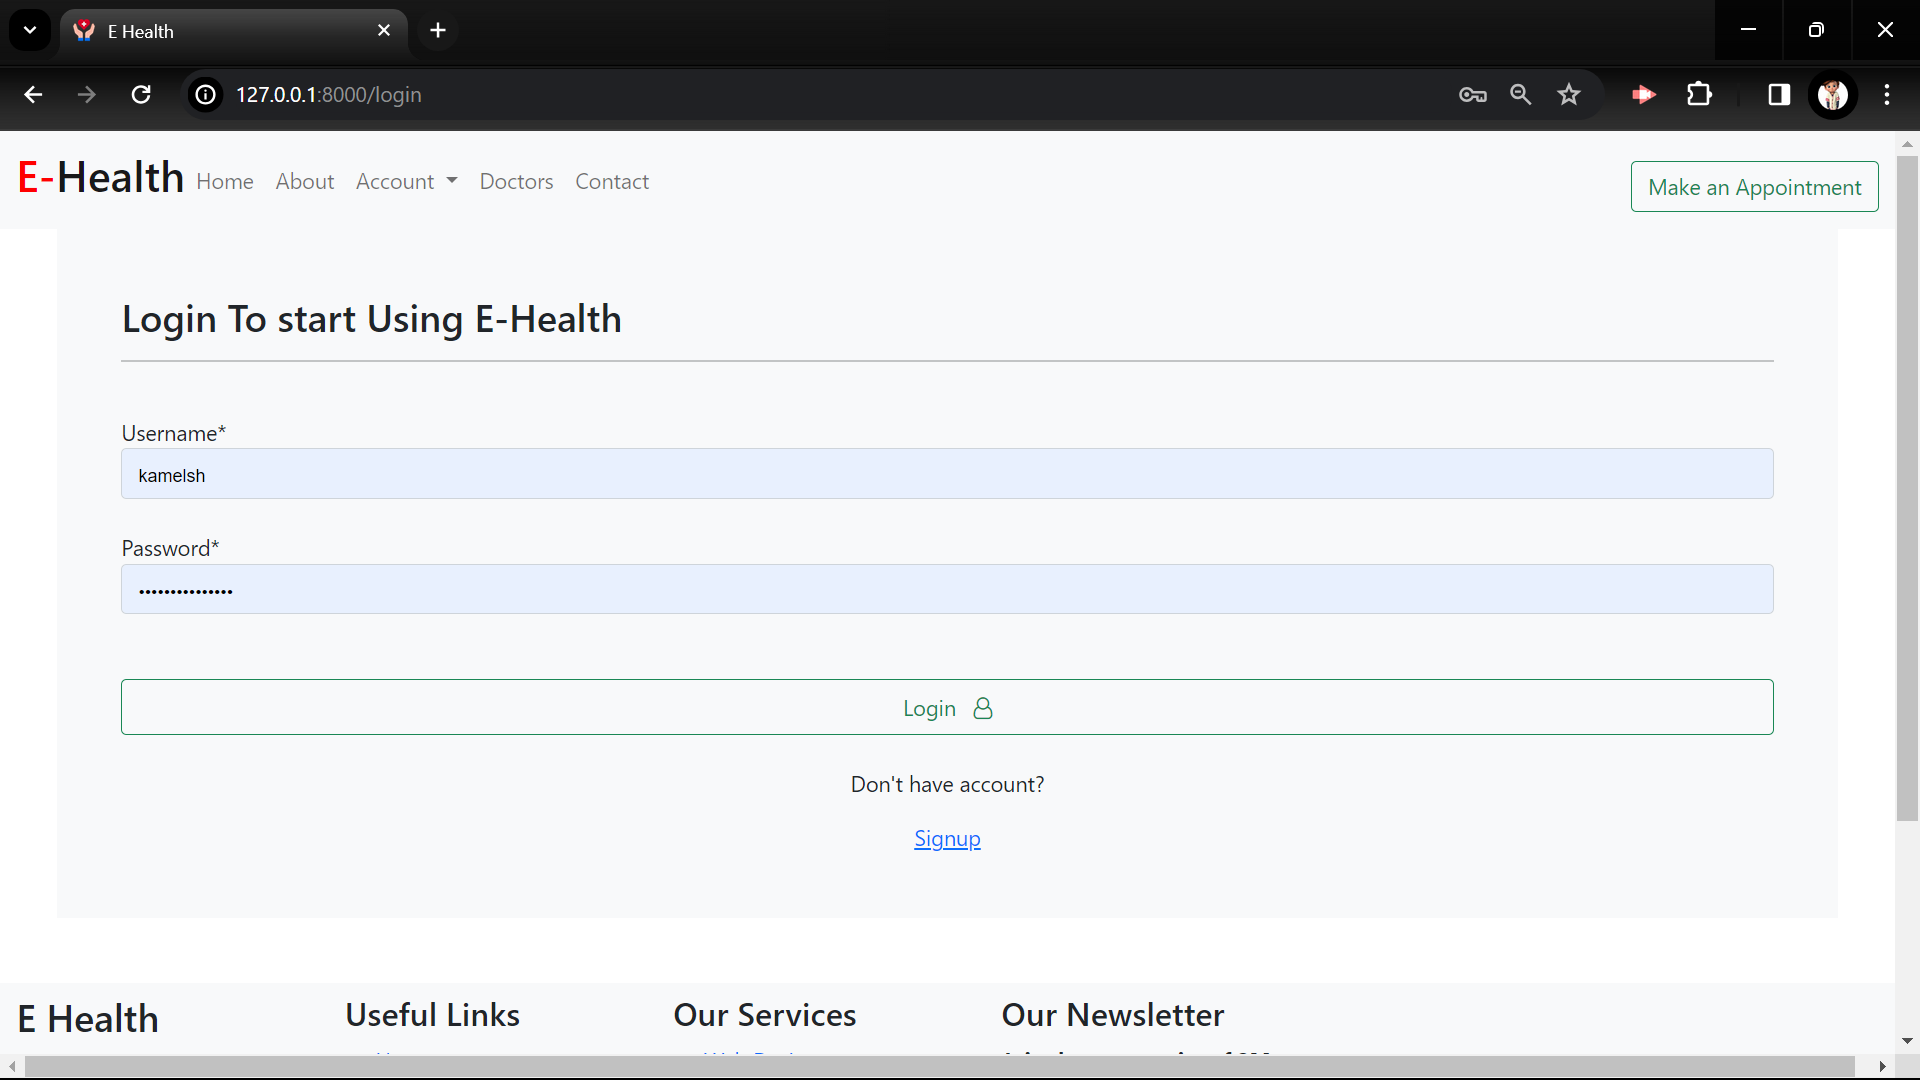 E Health
127.0.0.1:8000/login
E-Health Home About Account Doctors Contact
Make an Appointment
Login To start Using E-Health
Username*
kamelsh
Password*
•••••••••••••••
Login
Don't have account?
Signup
E Health
Useful Links
Our Services
Our Newsletter